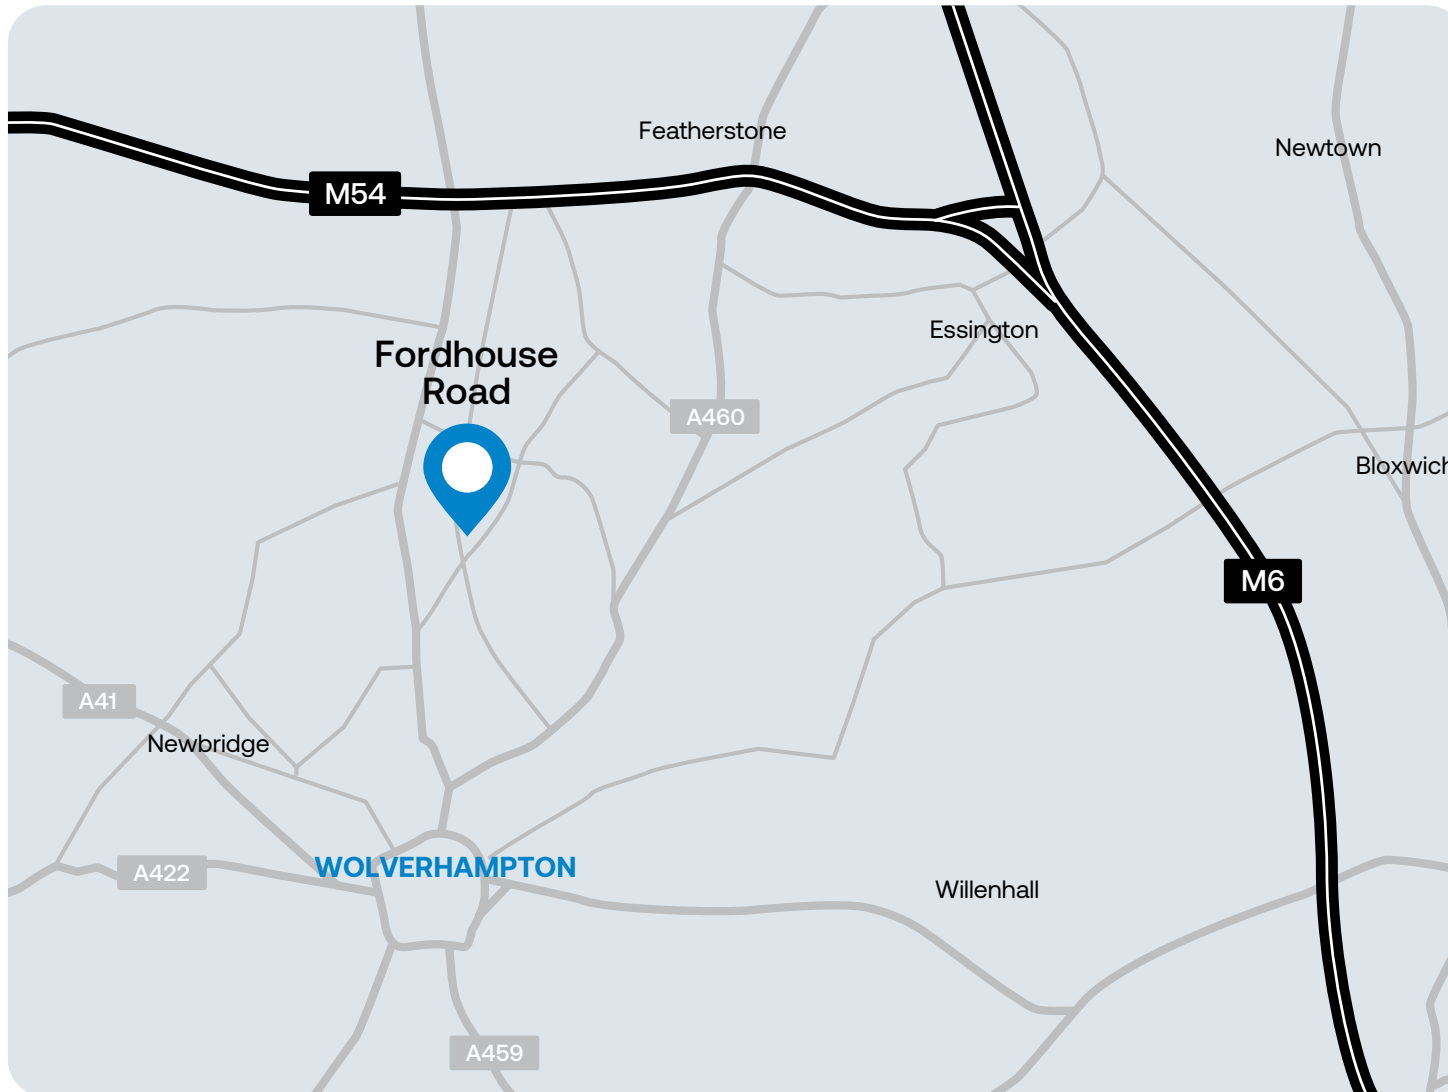 Featherstone
Newtown
M54
Essington
Fordhouse
Road
A460
Bloxwich
M6
A41
Newbridge
WOLVERHAMPTON
A422
Willenhall
A459